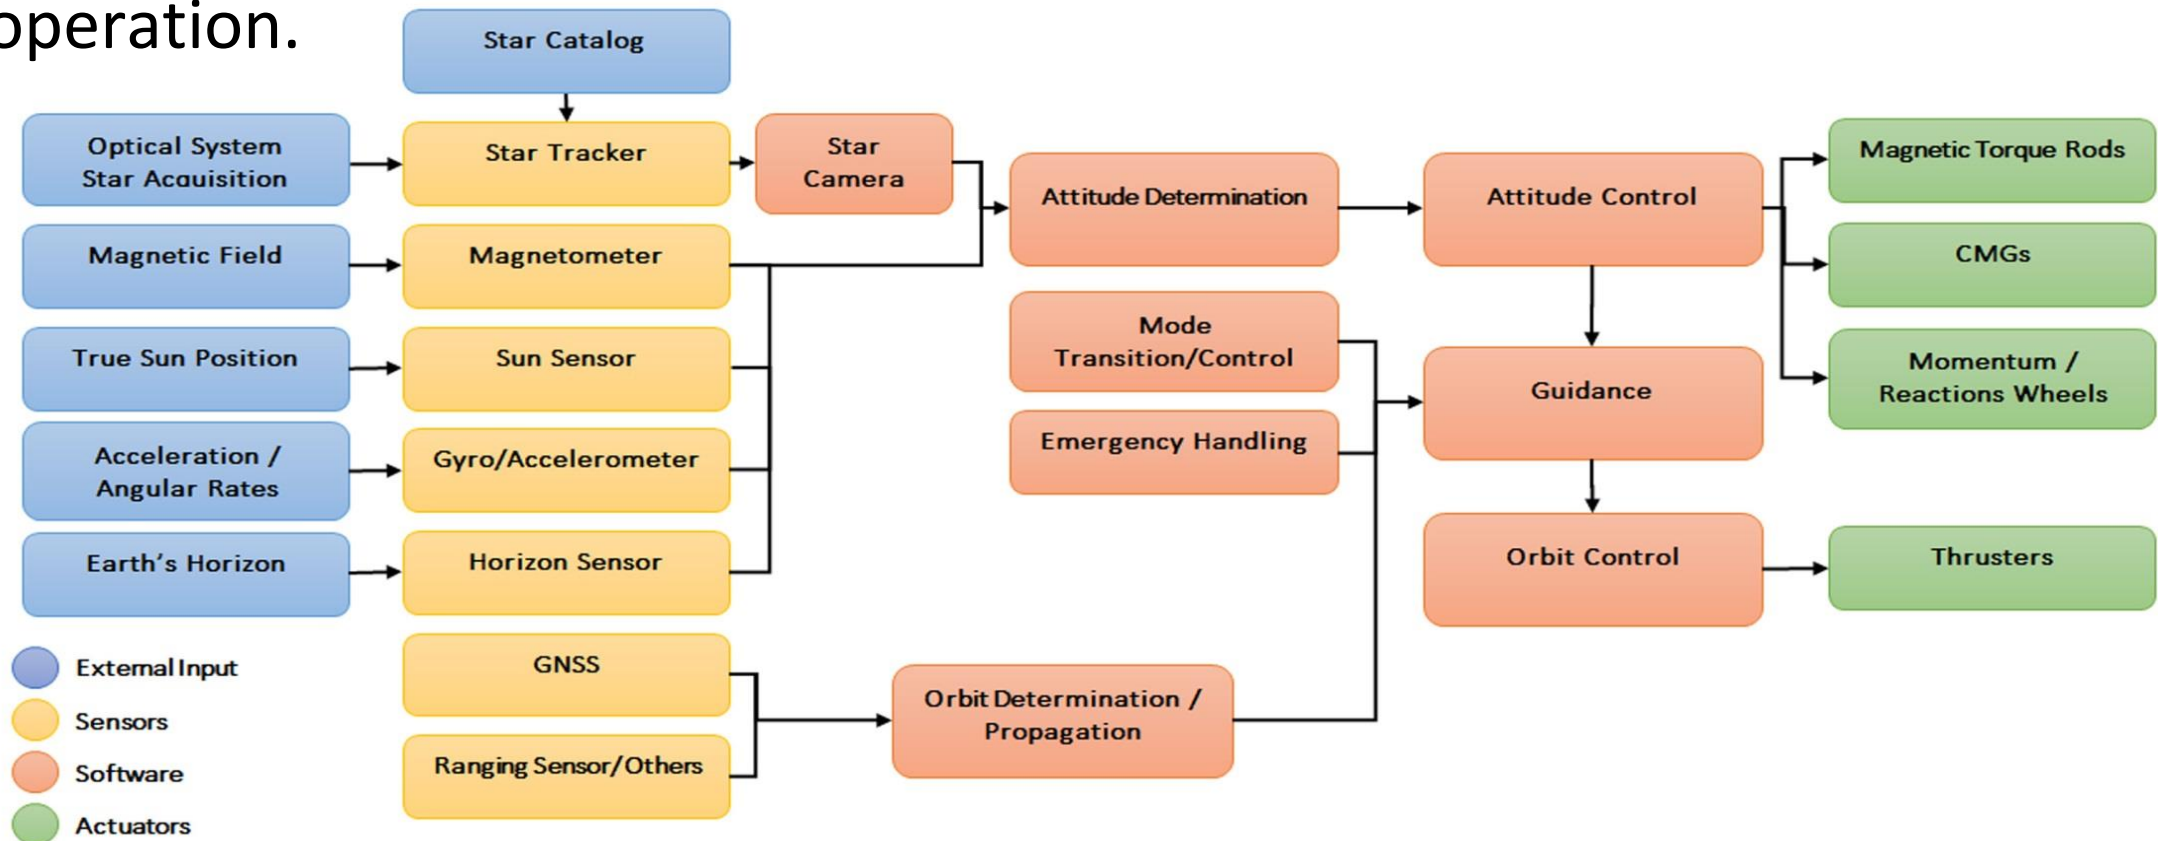 operation.
Star Catalog
Optical System
Star Acquisition
Star Tracker
Star
Camera
Magnetic Field
Magnetometer
True Sun Position
Sun Sensor
Acceleration /
Angular Rates
Gyro/Accelerometer
Earth's Horizon
Horizon Sensor
GNSS
Ranging Sensor/Others
Attitude Determination
Mode
Transition/Control
Emergency Handling
Orbit Determination /
Propagation
Attitude Control
Guidance
Orbit Control
Magnetic Torque Rods
CMGs
Momentum /
Reactions Wheels
Thrusters
External Input
Sensors
Software
Actuators